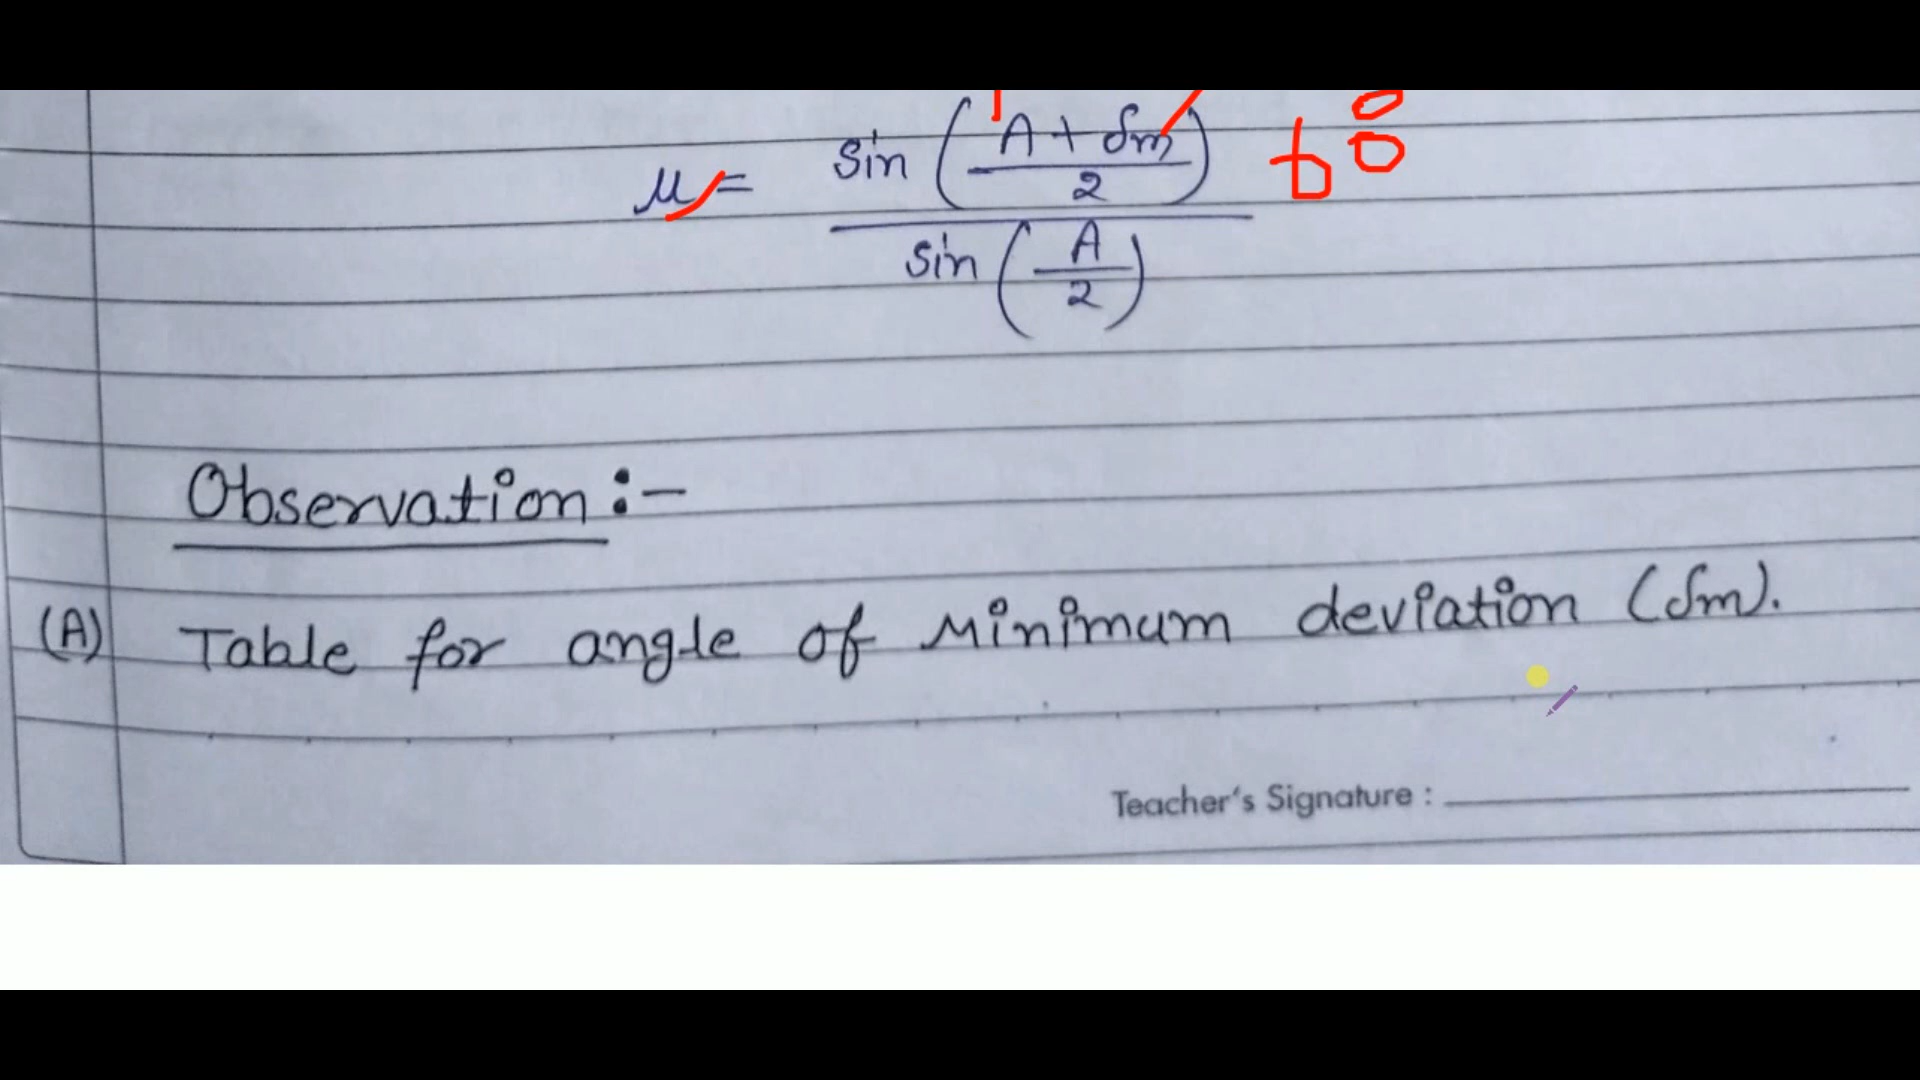 μ = sin (A + δm / 2) / sin (A / 2)
Observation :-
(A) Table for angle of Minimum deviation (δm).
Teacher's Signature :